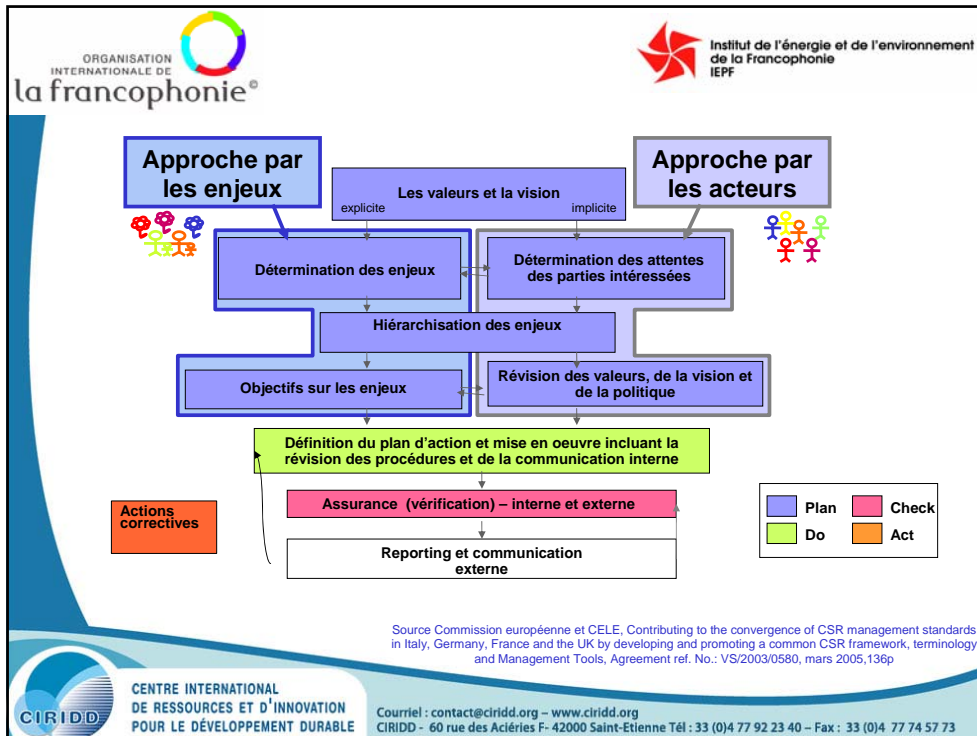 ORGANISATION
INTERNATIONALE DE
la francophonie©
Institut de l'énergie et de l'environnement
de la Francophonie
IEPF
Approche par
les enjeux
Approche par
les acteurs
Les valeurs et la vision
explicite
implicite
Détermination des enjeux
Détermination des attentes
des parties intéressées
Hiérarchisation des enjeux
Objectifs sur les enjeux
Révision des valeurs, de la vision et
de la politique
Définition du plan d'action et mise en oeuvre incluant la
révision des procédures et de la communication interne
Assurance (vérification) – interne et externe
Actions
correctives
Reporting et communication
externe
Plan
Check
Do
Act
Source Commission européenne et CELE, Contributing to the convergence of CSR management standards
in Italy, Germany, France and the UK by developing and promoting a common CSR framework, terminology
and Management Tools, Agreement ref. No.: VS/2003/0580, mars 2005,136p
CIRIDD
CENTRE INTERNATIONAL
DE RESSOURCES ET D'INNOVATION
POUR LE DÉVELOPPEMENT DURABLE
Courriel : contact@ciridd.org – www.ciridd.org
CIRIDD - 60 rue des Aciéries F- 42000 Saint-Etienne Tél : 33 (0)4 77 92 23 40 – Fax : 33 (0)4 77 74 57 73